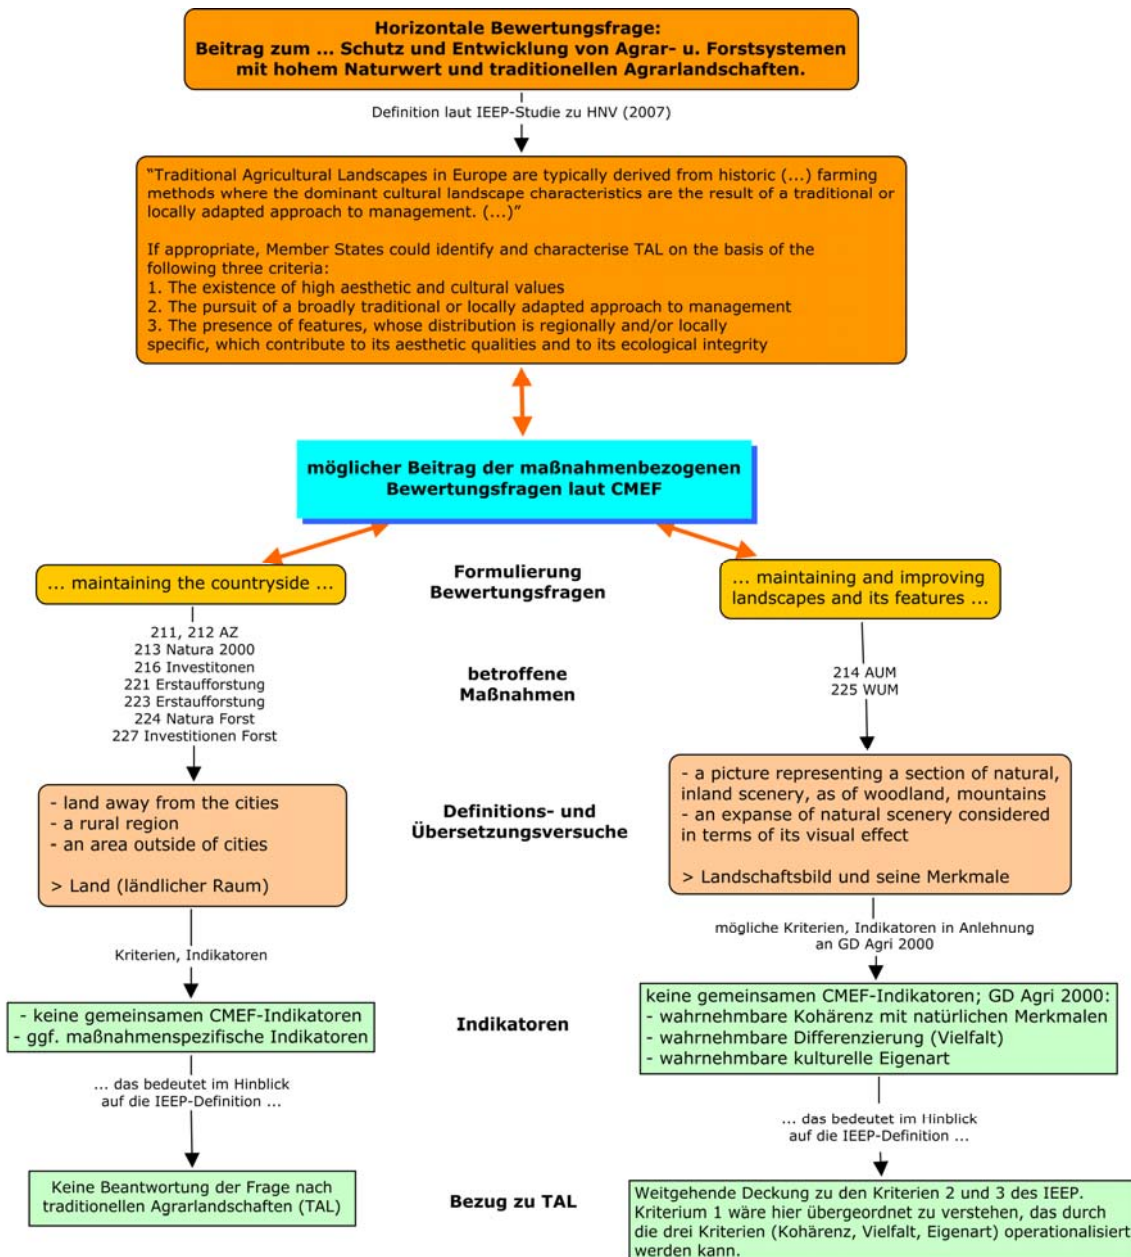 Horizontale Bewertungsfrage:
Beitrag zum ... Schutz und Entwicklung von Agrar- u. Forstsystemen
mit hohem Naturwert und traditionellen Agrarlandschaften.
Definition laut IEEP-Studie zu HNV (2007)
“Traditional Agricultural Landscapes in Europe are typically derived from historic (...) farming
methods where the dominant cultural landscape characteristics are the result of a traditional or
locally adapted approach to management. (...)”
If appropriate, Member States could identify and characterise TAL on the basis of the
following three criteria:
1. The existence of high aesthetic and cultural values
2. The pursuit of a broadly traditional or locally adapted approach to management
3. The presence of features, whose distribution is regionally and/or locally
specific, which contribute to its aesthetic qualities and to its ecological integrity
möglicher Beitrag der maßnahmenbezogenen
Bewertungsfragen laut CMEF
... maintaining the countryside ...
Formulierung
Bewertungsfragen
... maintaining and improving
landscapes and its features ...
211, 212 AZ
213 Natura 2000
216 Investitonen
221 Erstaufforstung
223 Erstaufforstung
224 Natura Forst
227 Investitionen Forst
betroffene
Maßnahmen
214 AUM
225 WUM
- land away from the cities
- a rural region
- an area outside of cities
> Land (ländlicher Raum)
Definitions- und
Übersetzungsversuche
- a picture representing a section of natural,
inland scenery, as of woodland, mountains
- an expanse of natural scenery considered
in terms of its visual effect
> Landschaftsbild und seine Merkmale
Kriterien, Indikatoren
mögliche Kriterien, Indikatoren in Anlehnung
an GD Agri 2000
- keine gemeinsamen CMEF-Indikatoren
- ggf. maßnahmenspezifische Indikatoren
Indikatoren
keine gemeinsamen CMEF-Indikatoren; GD Agri 2000:
- wahrnehmbare Kohärenz mit natürlichen Merkmalen
- wahrnehmbare Differenzierung (Vielfalt)
- wahrnehmbare kulturelle Eigenart
... das bedeutet im Hinblick
auf die IEEP-Definition ...
... das bedeutet im Hinblick
auf die IEEP-Definition ...
Keine Beantwortung der Frage nach
traditionellen Agrarlandschaften (TAL)
Bezug zu TAL
Weitgehende Deckung zu den Kriterien 2 und 3 des IEEP.
Kriterium 1 wäre hier übergeordnet zu verstehen, das durch
die drei Kriterien (Kohärenz, Vielfalt, Eigenart) operationalisiert
werden kann.